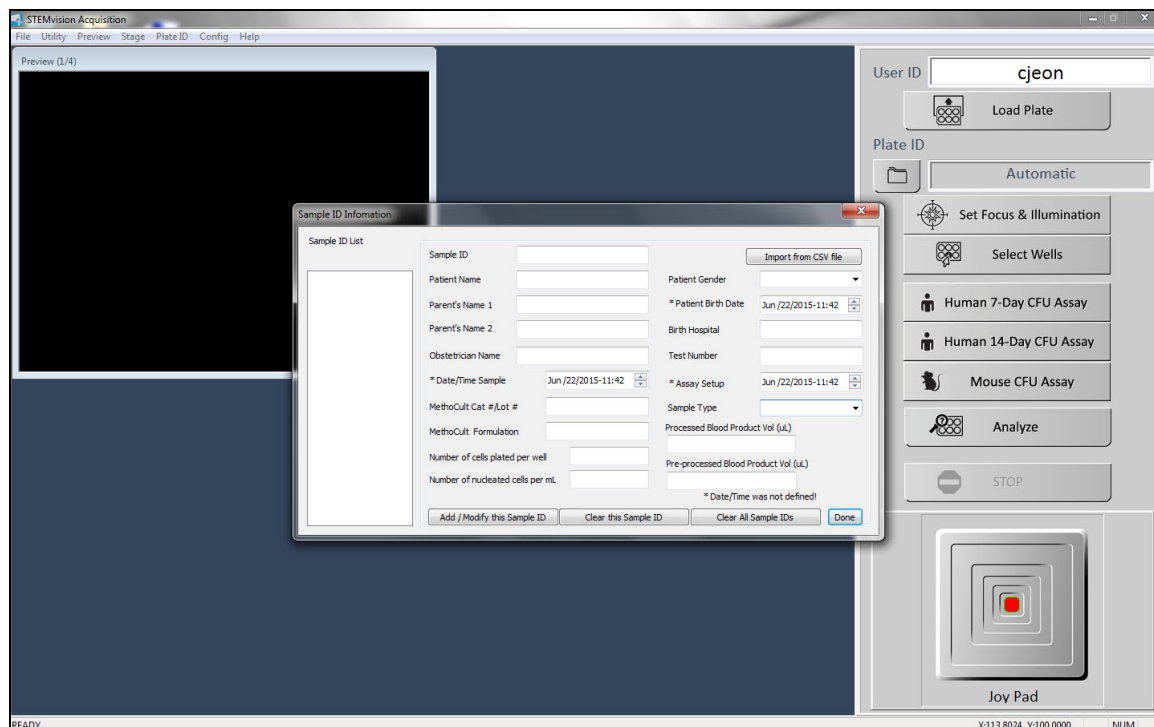 STEMvision Acquisition
File Utility Preview Stage Plate ID Config Help
Preview (1/4)
User ID cjeon
Load Plate
Plate ID
Automatic
Set Focus & Illumination
Select Wells
Human 7-Day CFU Assay
Human 14-Day CFU Assay
Mouse CFU Assay
Analyze
STOP
Joy Pad
Sample ID Infomation
Sample ID List
Sample ID
Import from CSV file
Patient Name
Patient Gender
Parent's Name 1
* Patient Birth Date Jun /22/2015-11:42
Parent's Name 2
Birth Hospital
Obstetrician Name
Test Number
* Date/Time Sample Jun /22/2015-11:42
* Assay Setup Jun /22/2015-11:42
MethoCult Cat #/Lot #
Sample Type
MethoCult Formulation
Processed Blood Product Vol (uL)
Number of cells plated per well
Pre-processed Blood Product Vol (uL)
Number of nucleated cells per mL
* Date/Time was not defined!
Add / Modify this Sample ID Clear this Sample ID Clear All Sample IDs Done
READY X:113.8024 Y:100.0000 NUM